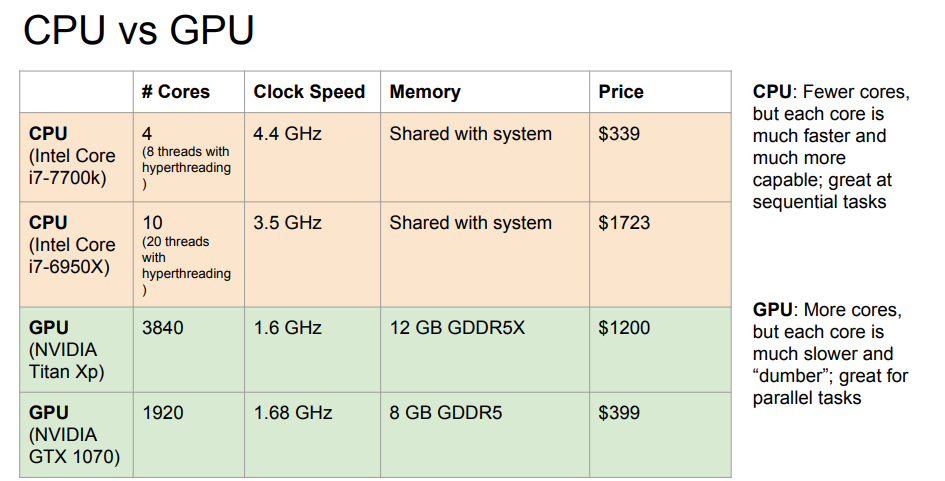 CPU vs GPU
# Cores Clock Speed Memory Price
CPU
(Intel Core
i7-7700k)
4
(8 threads with
hyperthreading
)
4.4 GHz
Shared with system
$339
CPU
(Intel Core
i7-6950X)
10
(20 threads
with
hyperthreading
)
3.5 GHz
Shared with system
$1723
GPU
(NVIDIA
Titan Xp)
3840
1.6 GHz
12 GB GDDR5X
$1200
GPU
(NVIDIA
GTX 1070)
1920
1.68 GHz
8 GB GDDR5
$399
CPU: Fewer cores,
but each core is
much faster and
much more
capable; great at
sequential tasks
GPU: More cores,
but each core is
much slower and
“dumber”; great for
parallel tasks